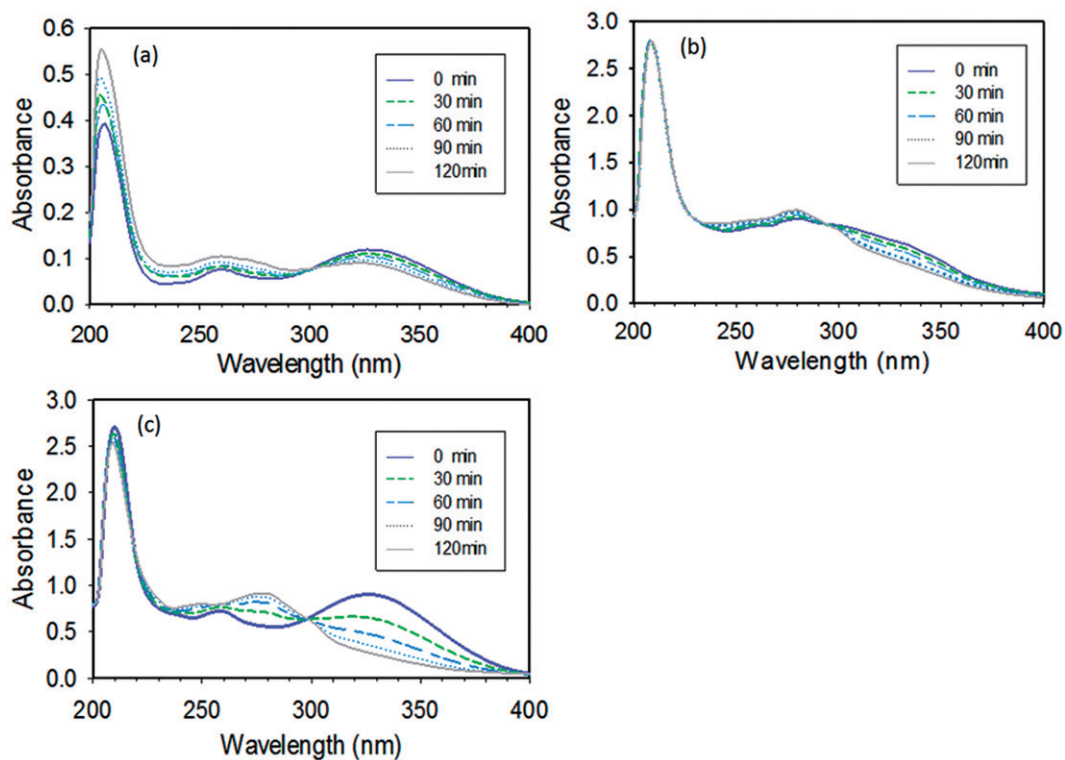 (a)
0.6
0.5
0.4
0.3
0.2
0.1
0.0
Absorbance
0 min
30 min
60 min
90 min
120min
200 250 300 350 400
Wavelength (nm)
(b)
3.0
2.5
2.0
1.5
1.0
0.5
0.0
Absorbance
0 min
30 min
60 min
90 min
120min
200 250 300 350 400
Wavelength (nm)
(c)
3.0
2.5
2.0
1.5
1.0
0.5
0.0
Absorbance
0 min
30 min
60 min
90 min
120min
200 250 300 350 400
Wavelength (nm)